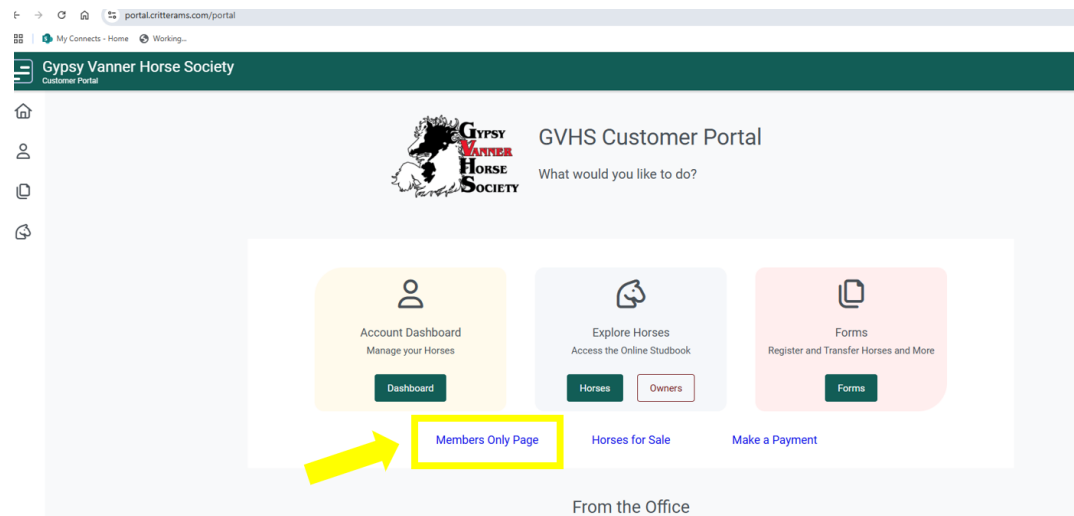 portal.critterams.com/portal
My Connects - Home
Working...
Gypsy Vanner Horse Society
Customer Portal
GYPSY
VANNER
HORSE
SOCIETY
GVHS Customer Portal
What would you like to do?
Account Dashboard
Manage your Horses
Dashboard
Explore Horses
Access the Online Studbook
Horses
Owners
Forms
Register and Transfer Horses and More
Forms
Members Only Page
Horses for Sale
Make a Payment
From the Office